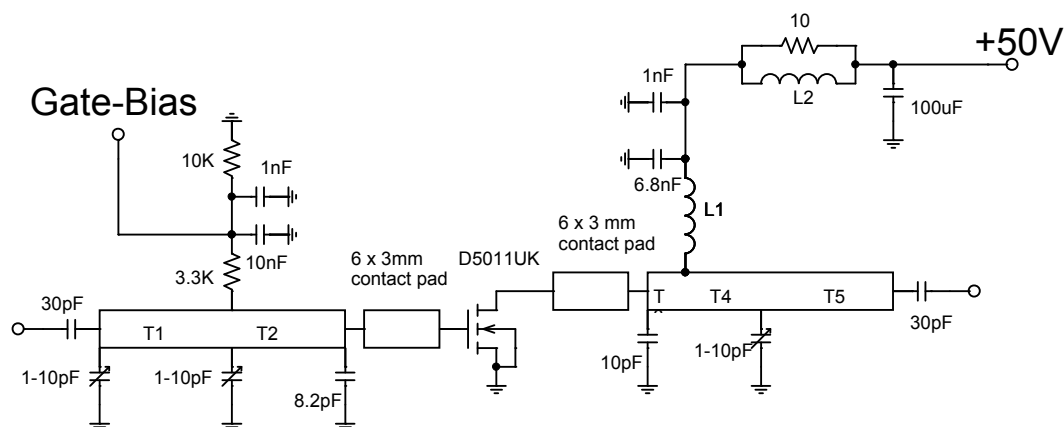 10
+50V
1nF
L2
100uF
Gate-Bias
10K
1nF
6.8nF
L1
6 x 3 mm
contact pad
10nF
6 x 3mm
contact pad
D5011UK
3.3K
30pF
T1
T2
T
T4
T5
30pF
1-10pF
1-10pF
8.2pF
10pF
1-10pF